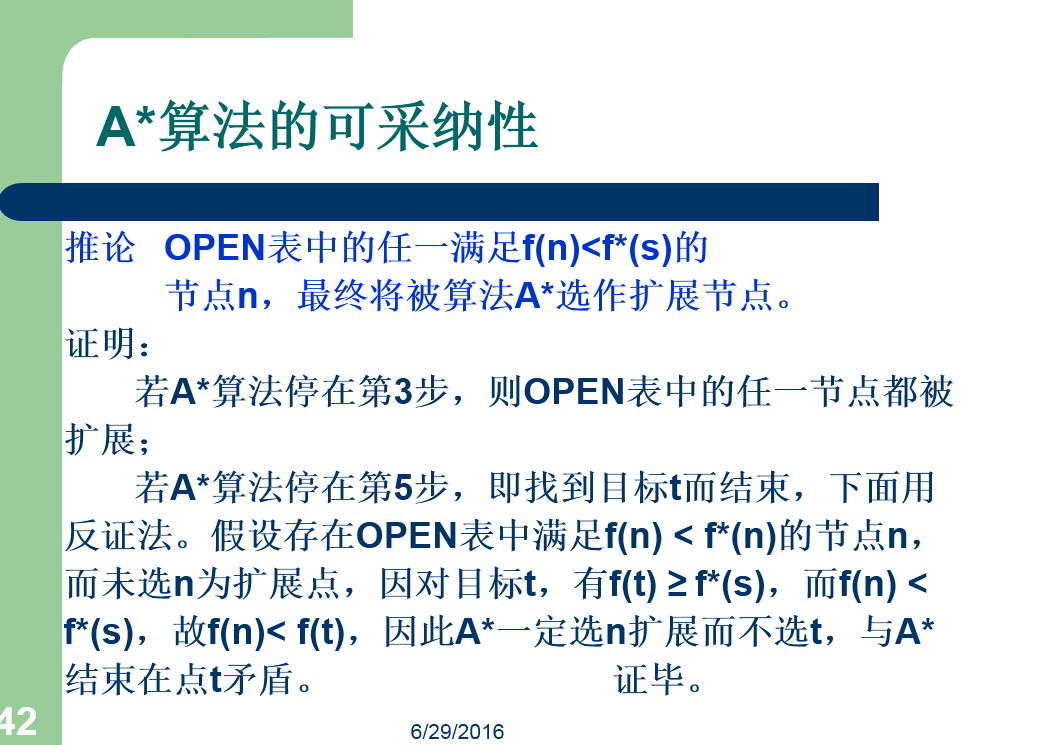 A*算法的可采纳性
推论 OPEN表中的任一满足f(n)<f*(s)的
节点n，最终将被算法A*选作扩展节点。
证明：
若A*算法停在第3步，则OPEN表中的任一节点都被
扩展；
若A*算法停在第5步，即找到目标t而结束，下面用
反证法。假设存在OPEN表中满足f(n) < f*(n)的节点n，
而未选n为扩展点，因对目标t，有f(t) ≥ f*(s)，而f(n) <
f*(s)，故f(n)< f(t)，因此A*一定选n扩展而不选t，与A*
结束在点t矛盾。 证毕。
42
6/29/2016